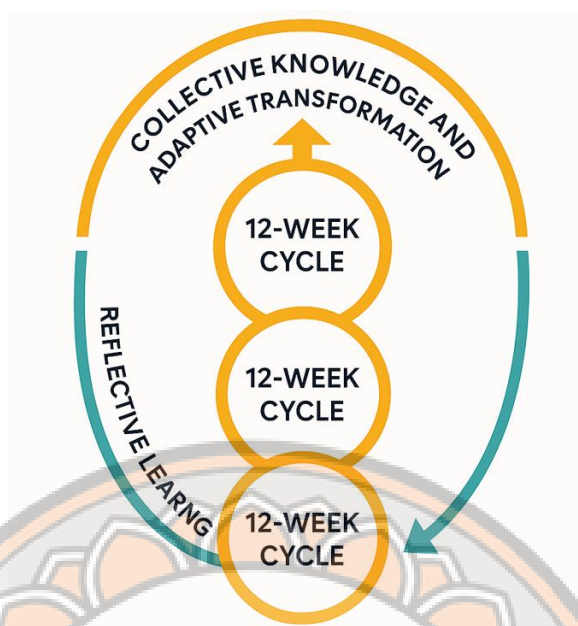 COLLECTIVE KNOWLEDGE AND
ADAPTIVE TRANSFORMATION
12-WEEK
CYCLE
12-WEEK
CYCLE
REFLECTIVE LEARNG
12-WEEK
CYCLE